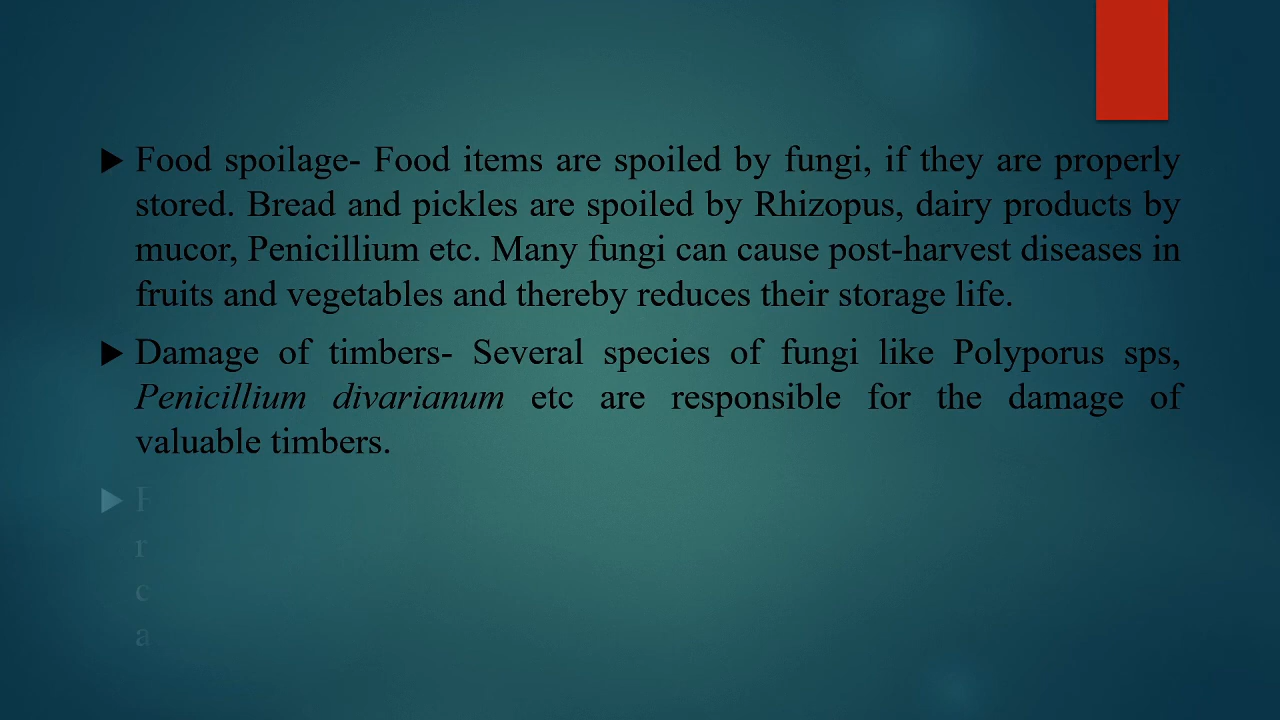 Food spoilage- Food items are spoiled by fungi, if they are properly
stored. Bread and pickles are spoiled by Rhizopus, dairy products by
mucor, Penicillium etc. Many fungi can cause post-harvest diseases in
fruits and vegetables and thereby reduces their storage life.
Damage of timbers- Several species of fungi like Polyporus sps,
Penicillium divarianum etc are responsible for the damage of
valuable timbers.